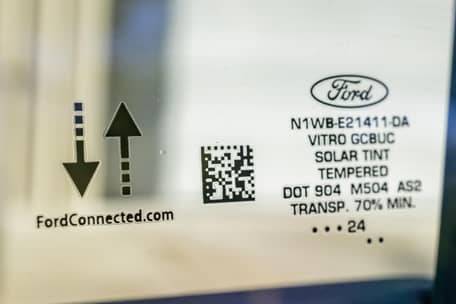 FordConnected.com
Ford
N1WB-E21411-DA
VITRO GCBUC
SOLAR TINT
TEMPERED
DOT 904 M504 AS2
TRANSP. 70% MIN.
• • • 24
• •